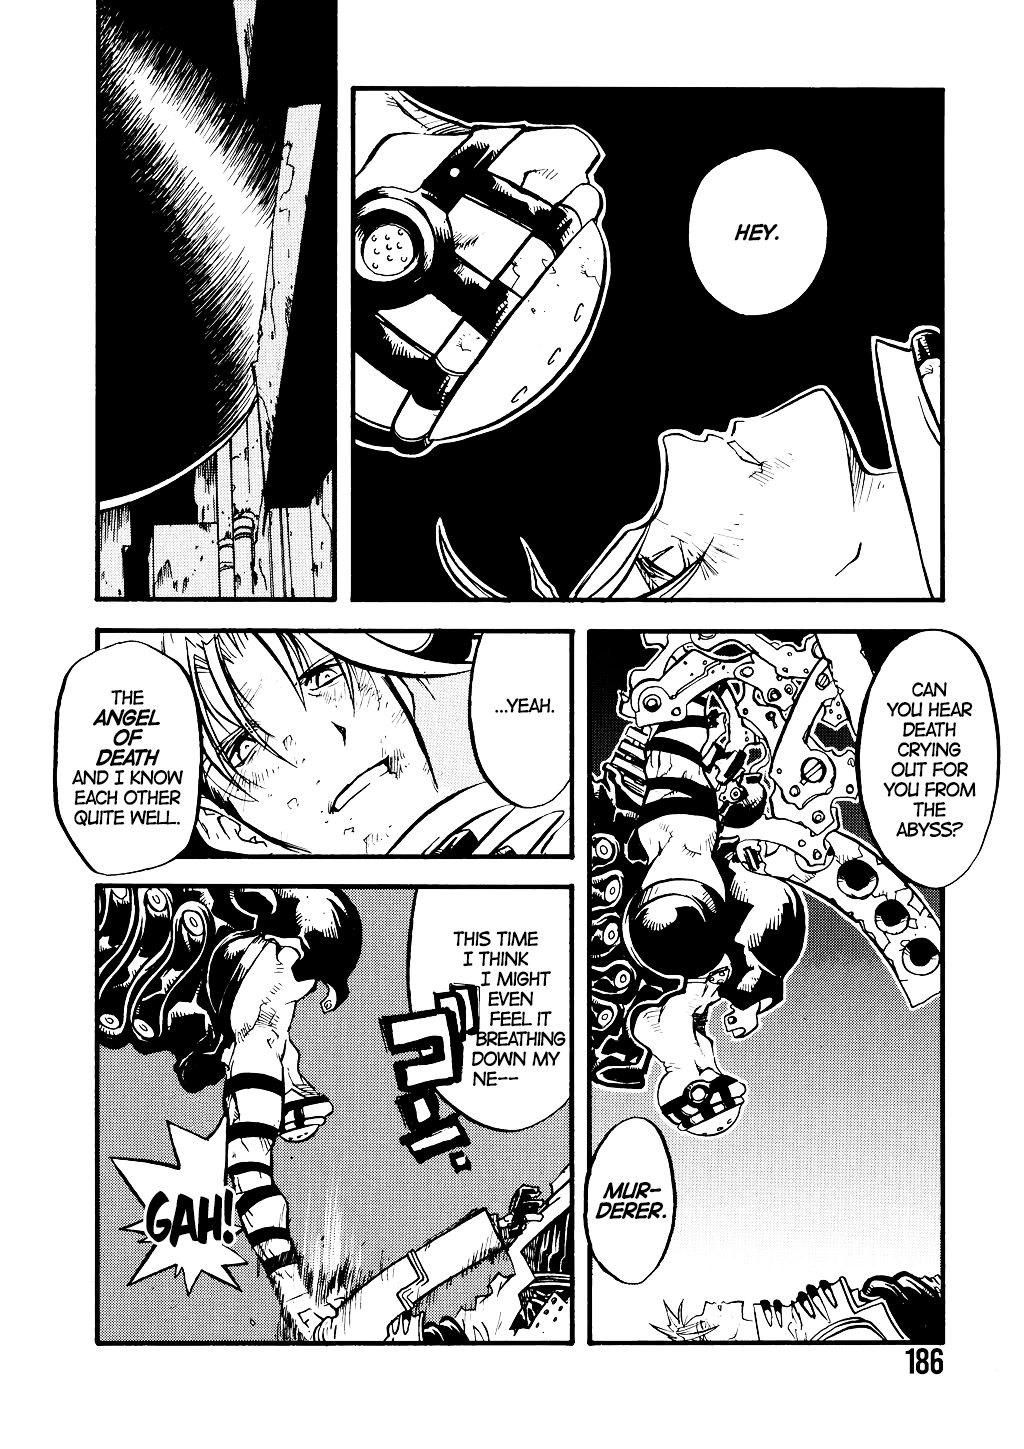 HEY.
CAN
YOU HEAR
DEATH
CRYING
OUT FOR
YOU FROM
THE
ABYSS?
MUR-
DERER.
...YEAH.
THE
ANGEL
OF
DEATH
AND I KNOW
EACH OTHER
QUITE WELL.
THIS TIME
I THINK
I MIGHT
EVEN
FEEL IT
BREATHING
DOWN MY
NE--
GAH!
186